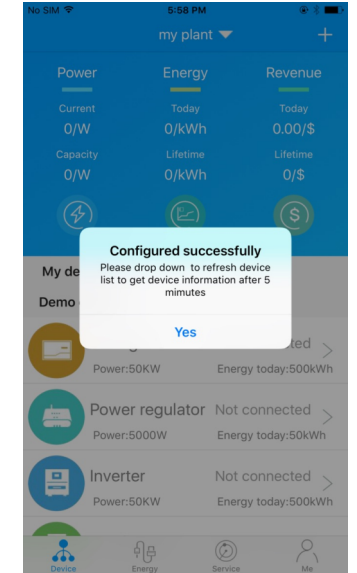 No SIM 5:58 PM
my plant
Power Energy Revenue
Current Today Today
0/W 0/kWh 0.00/$
Capacity Lifetime Lifetime
0/W 0/kWh 0/$
Configured successfully
Please drop down to refresh device
list to get device information after 5
mimutes
Yes
My de
Demo
Power:50KW Energy today:500kWh
Power regulator Not connected
Power:5000W Energy today:50kWh
Inverter Not connected
Power:50KW Energy today:500kWh
Device Energy Service Me